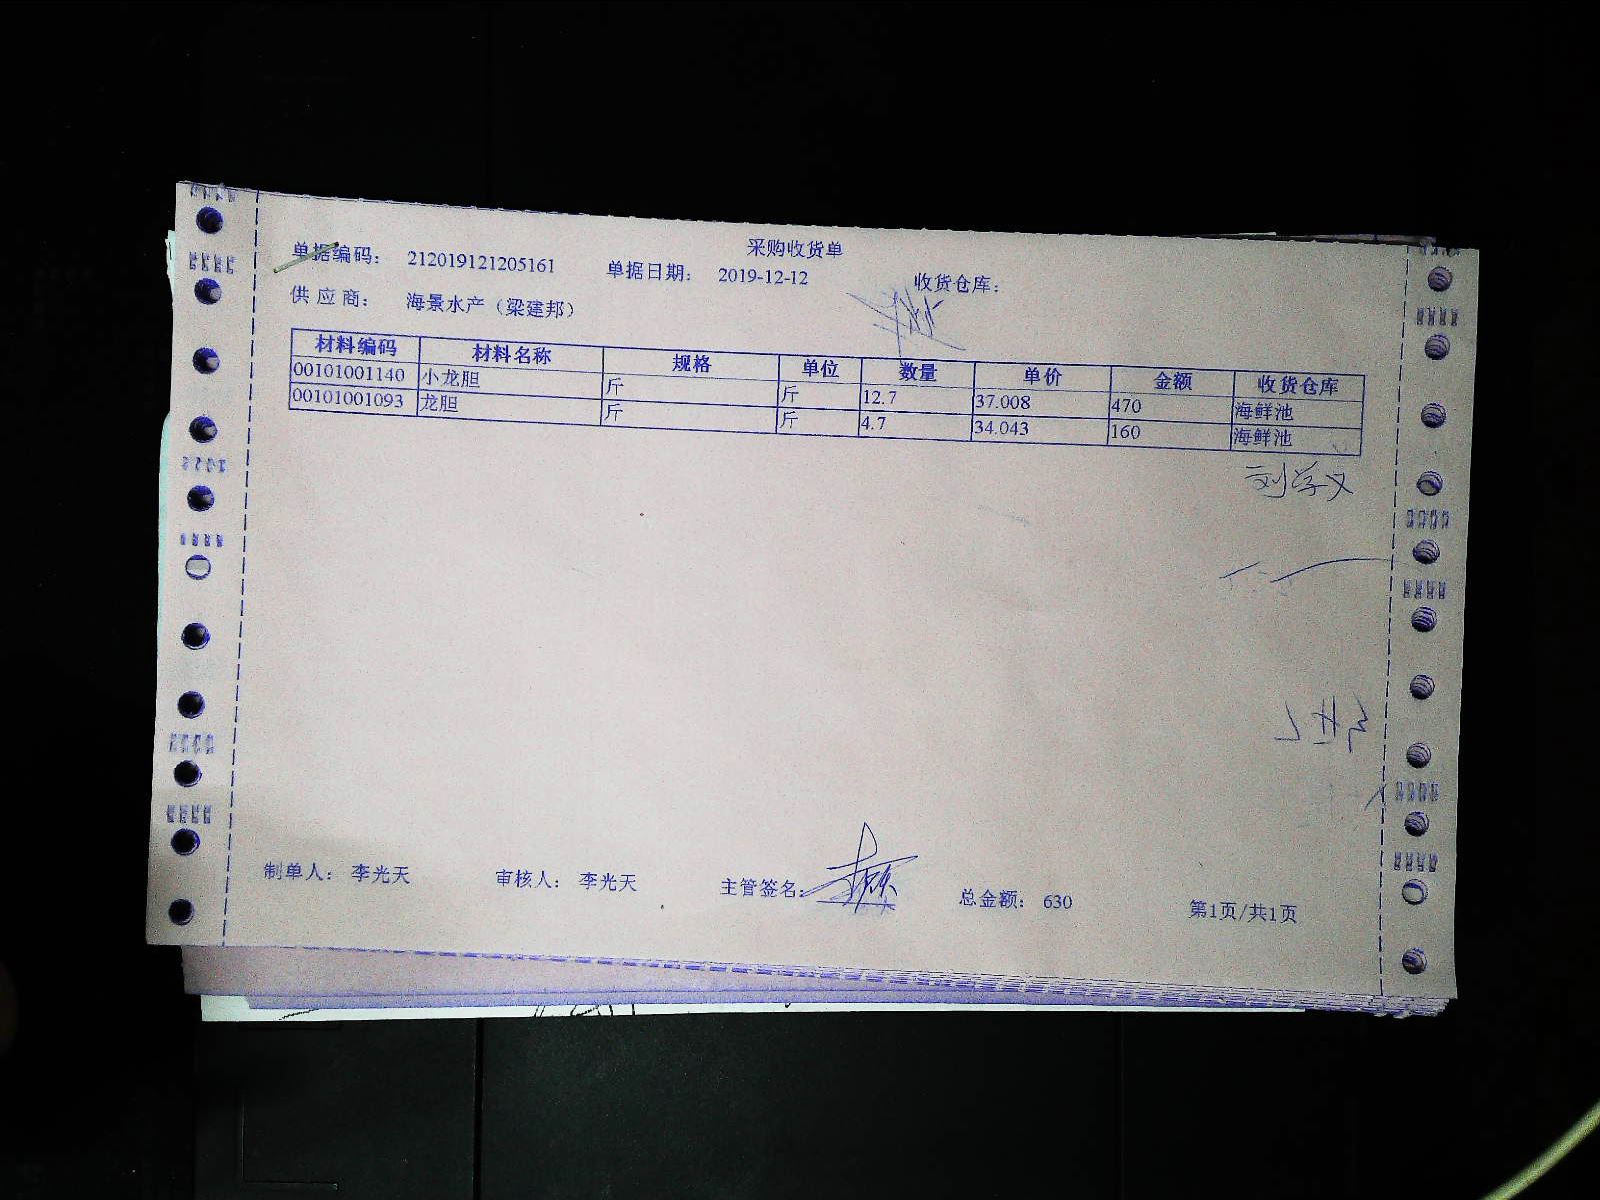 采购收货单
单据编码： 212019121205161 单据日期： 2019-12-12 收货仓库：
供 应 商： 海景水产（梁建邦）
材料编码 材料名称 规格 单位 数量 单价 金额 收货仓库
00101001140 小龙胆 斤 斤 12.7 37.008 470 海鲜池
00101001093 龙胆 斤 斤 4.7 34.043 160 海鲜池
刘学义
制单人： 李光天 审核人： 李光天 主管签名： 总金额： 630 第1页/共1页